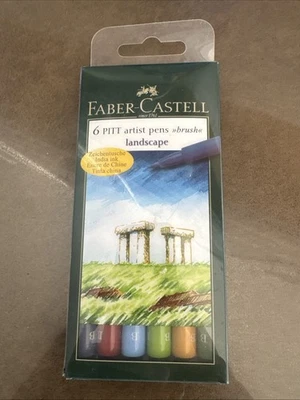 FABER-CASTELL
since 1761
6 PITT artist pens »brush«
landscape
Zeichentusche
India ink
Encre de Chine
Tinta china
B
B
B
B